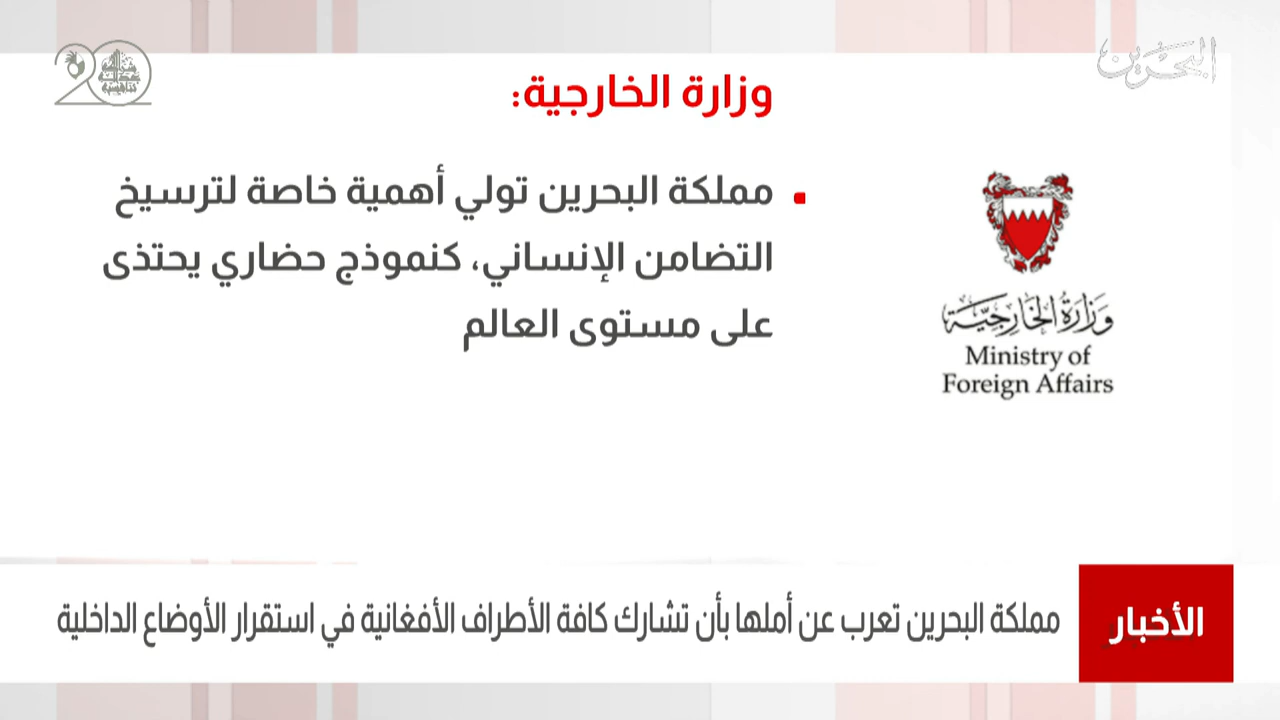 البحرين
وزارة الخارجية:
مملكة البحرين تولي أهمية خاصة لترسيخ
التضامن الإنساني، كنموذج حضاري يحتذى
على مستوى العالم
وزارة الخارجية
Ministry of
Foreign Affairs
الأخبار
مملكة البحرين تعرب عن أملها بأن تشارك كافة الأطراف الأفغانية في استقرار الأوضاع الداخلية